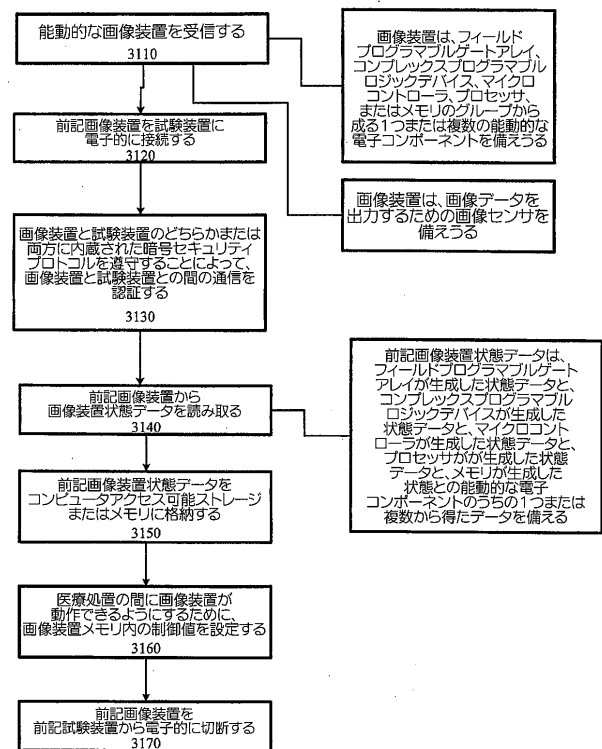 能動的な画像装置を受信する
3110
画像装置は、フィールド
プログラマブルゲートアレイ、
コンプレックスプログラマブル
ロジックデバイス、マイクロ
コントローラ、プロセッサ、
またはメモリのグループから
成る1つまたは複数の能動的な
電子コンポーネントを備えうる
前記画像装置を試験装置に
電子的に接続する
3120
画像装置は、画像データを
出力するための画像センサを
備えうる
画像装置と試験装置のどちらかまたは
両方に内蔵された暗号セキュリティ
プロトコルを遵守することによって、
画像装置と試験装置との間の通信を
認証する
3130
前記画像装置から
画像装置状態データを読み取る
3140
前記画像装置状態データは、
フィールドプログラマブルゲート
アレイが生成した状態データと、
コンプレックスプログラマブル
ロジックデバイスが生成した
状態データと、マイクロコント
ローラが生成した状態データと、
プロセッサがが生成した状態
データと、メモリが生成した
状態との能動的な電子
コンポーネントのうちの1つまたは
複数から得たデータを備える
前記画像装置状態データを
コンピュータアクセス可能ストレージ
またはメモリに格納する
3150
医療処置の間に画像装置が
動作できるようにするために、
画像装置メモリ内の制御値を設定する
3160
前記画像装置を
前記試験装置から電子的に切断する
3170